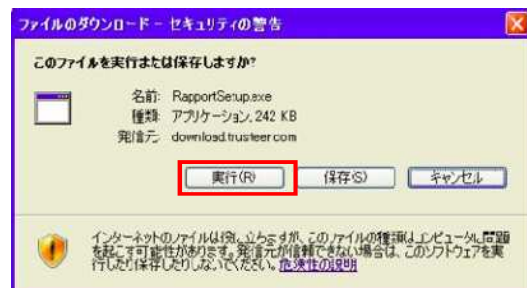 ファイルのダウンロード - セキュリティの警告
このファイルを実行または保存しますか?
名前: RapportSetup.exe
種類: アプリケーション, 242 KB
発信元: download.trusteer.com
実行(R)
保存(S)
キャンセル
インターネットのファイルは役に立ちますが、このファイルの種類はコンピュータに問題
を起こす可能性があります。発信元が信頼できない場合は、このソフトウェアを実
行したり保存したりしないでください。危険性の説明